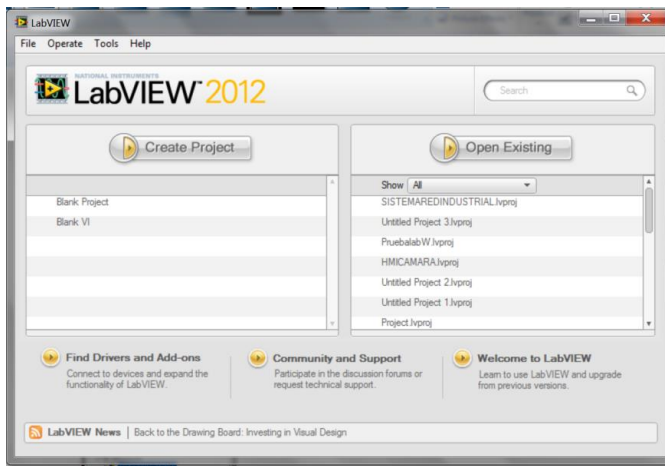 LabVIEW
File Operate Tools Help
NATIONAL INSTRUMENTS
LabVIEW™ 2012
Search
Create Project
Blank Project
Blank VI
Open Existing
Show All
SISTEMAREDINDUSTRIAL.lvproj
Untitled Project 3.lvproj
PruebalabW.lvproj
HMICAMARA.lvproj
Untitled Project 2.lvproj
Untitled Project 1.lvproj
Project.lvproj
Find Drivers and Add-ons
Connect to devices and expand the
functionality of LabVIEW.
Community and Support
Participate in the discussion forums or
request technical support.
Welcome to LabVIEW
Learn to use LabVIEW and upgrade
from previous versions.
LabVIEW News | Back to the Drawing Board: Investing in Visual Design